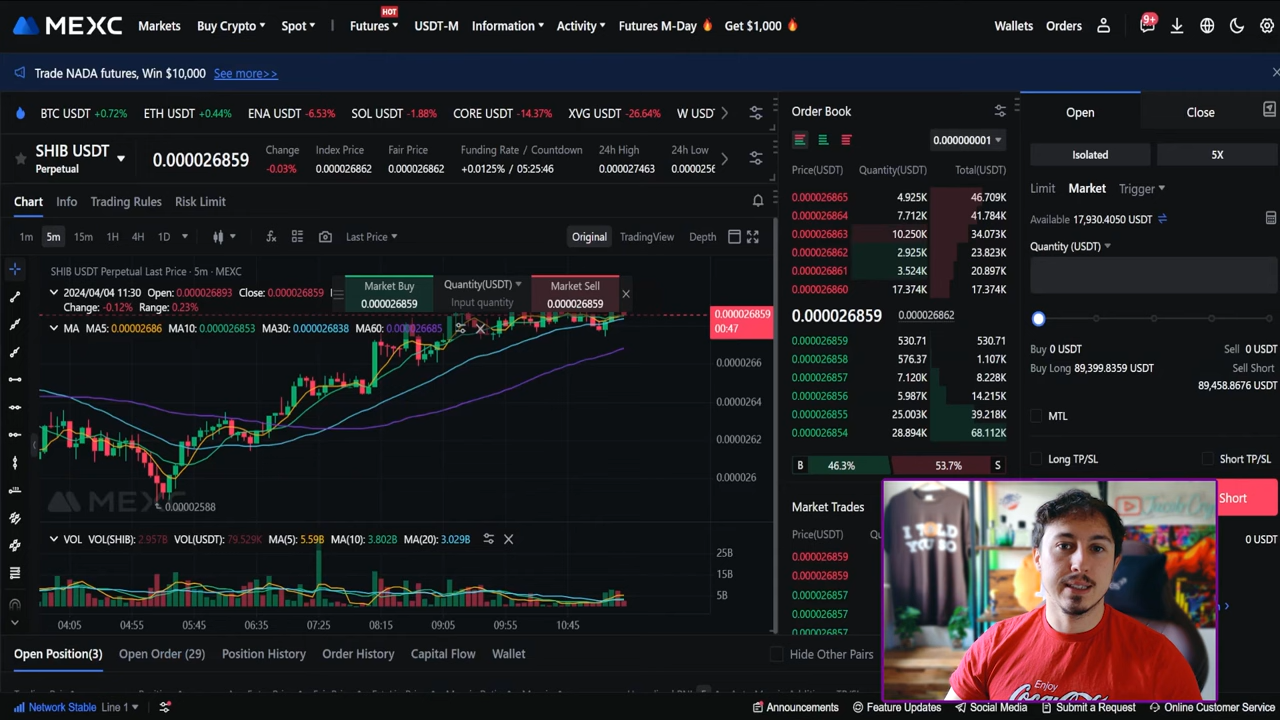 MEXC Markets Buy Crypto Spot Futures HOT USDT-M Information Activity Futures M-Day Get $1,000 Wallets Orders 9+
Trade NADA futures, Win $10,000 See more>>
BTC USDT +0.72% ETH USDT +0.44% ENA USDT -6.53% SOL USDT -1.88% CORE USDT -14.37% XVG USDT -26.64% W USDT
SHIB USDT
Perpetual
0.000026859
Change Index Price Fair Price Funding Rate / Countdown 24h High 24h Low
-0.03% 0.000026862 0.000026862 +0.0125% / 05:25:46 0.000027463 0.000025€
Chart Info Trading Rules Risk Limit
1m 5m 15m 1H 4H 1D Last Price Original TradingView Depth
SHIB USDT Perpetual Last Price · 5m · MEXC
2024/04/04 11:30 Open: 0.000026893 Close: 0.000026859
Change: -0.12% Range: 0.23%
MA MA5: 0.00002686 MA10: 0.000026853 MA30: 0.000026838 MA60: 0.000026685
Market Buy
0.000026859
Quantity(USDT)
Input quantity
Market Sell
0.000026859
0.000026859
00:47
0.0000266
0.0000264
0.0000262
0.000026
MEXC
0.00002588
VOL VOL(SHIB): 2.957B VOL(USDT): 79.529K MA(5): 5.59B MA(10): 3.802B MA(20): 3.029B
25B
15B
5B
04:05 04:55 05:45 06:35 07:25 08:15 09:05 09:55 10:45
Order Book
0.000000001
Price(USDT) Quantity(USDT) Total(USDT)
0.000026865 4.925K 46.709K
0.000026864 7.712K 41.784K
0.000026863 10.250K 34.073K
0.000026862 2.925K 23.823K
0.000026861 3.524K 20.897K
0.000026860 17.374K 17.374K
0.000026859 0.000026862
0.000026859 530.71 530.71
0.000026858 576.37 1.107K
0.000026857 7.120K 8.228K
0.000026856 5.987K 14.215K
0.000026855 25.003K 39.218K
0.000026854 28.894K 68.112K
B 46.3% 53.7% S
Market Trades
Price(USDT)
0.000026859
0.000026859
0.000026857
0.000026857
0.000026857
Open Close
Isolated 5X
Limit Market Trigger
Available 17,930.4050 USDT
Quantity (USDT)
Buy 0 USDT Sell 0 USDT
Buy Long 89,399.8359 USDT Sell Short
89,458.8676 USDT
MTL
Long TP/SL Short TP/SL
Short
0 USDT
Enjoy
Open Position(3) Open Order (29) Position History Order History Capital Flow Wallet Hide Other Pairs
Network Stable Line 1 Announcements Feature Updates Social Media Submit a Request Online Customer Service